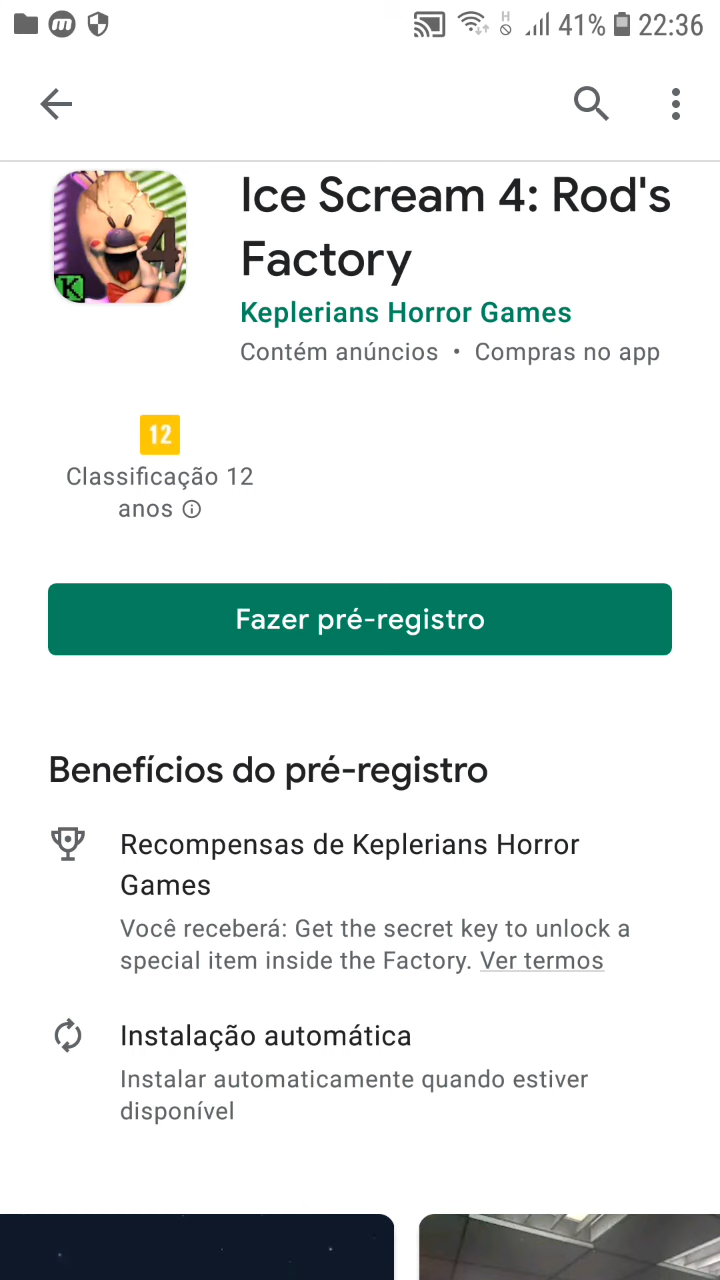 H
41%
22:36
Ice Scream 4: Rod's
Factory
4
K
Keplerians Horror Games
Contém anúncios • Compras no app
12
Classificação 12
anos
Fazer pré-registro
Benefícios do pré-registro
Recompensas de Keplerians Horror
Games
Você receberá: Get the secret key to unlock a
special item inside the Factory. Ver termos
Instalação automática
Instalar automaticamente quando estiver
disponível